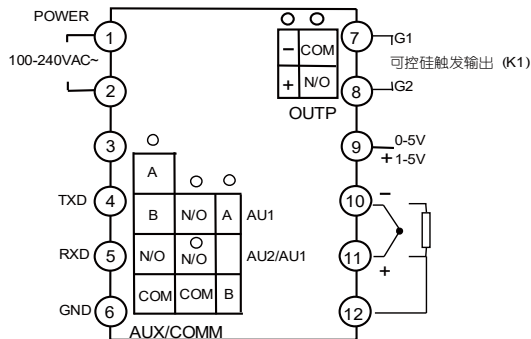 POWER
1
100-240VAC~
2
3
TXD 4
RXD 5
GND 6
A
B N/O A AU1
N/O N/O AU2/AU1
COM COM B
AUX/COMM
− COM
+ N/O
OUTP
7 G1
可控硅触发输出 (K1)
8 G2
9 0-5V
+ 1-5V
10 −
11 +
12